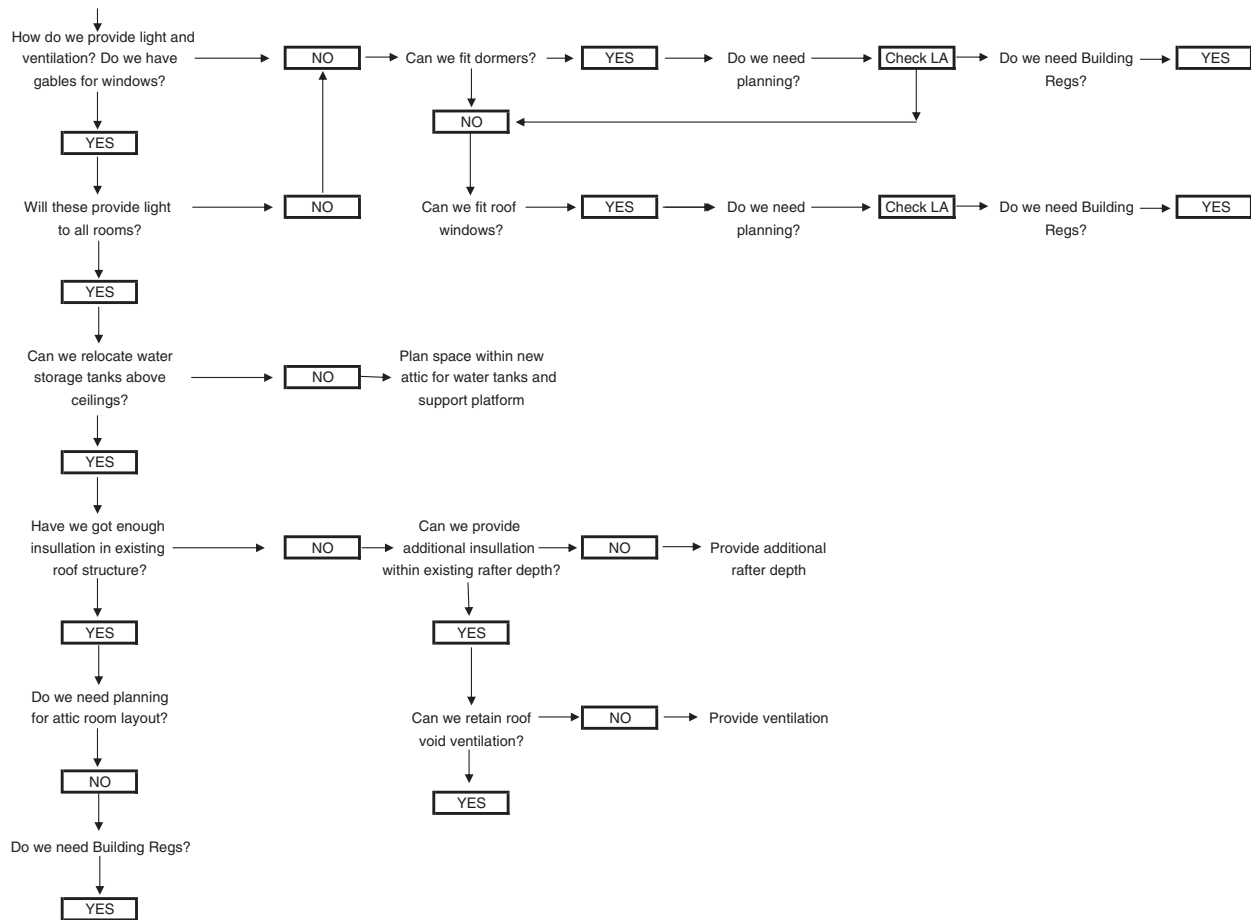 How do we provide light and
ventilation? Do we have
gables for windows?
NO
Can we fit dormers?
YES
Do we need
planning?
Check LA
Do we need Building
Regs?
YES
YES
NO
Will these provide light
to all rooms?
NO
Can we fit roof
windows?
YES
Do we need
planning?
Check LA
Do we need Building
Regs?
YES
YES
Can we relocate water
storage tanks above
ceilings?
NO
Plan space within new
attic for water tanks and
support platform
YES
Have we got enough
insullation in existing
roof structure?
NO
Can we provide
additional insullation
within existing rafter depth?
NO
Provide additional
rafter depth
YES
YES
Do we need planning
for attic room layout?
Can we retain roof
void ventilation?
NO
Provide ventilation
NO
YES
Do we need Building Regs?
YES